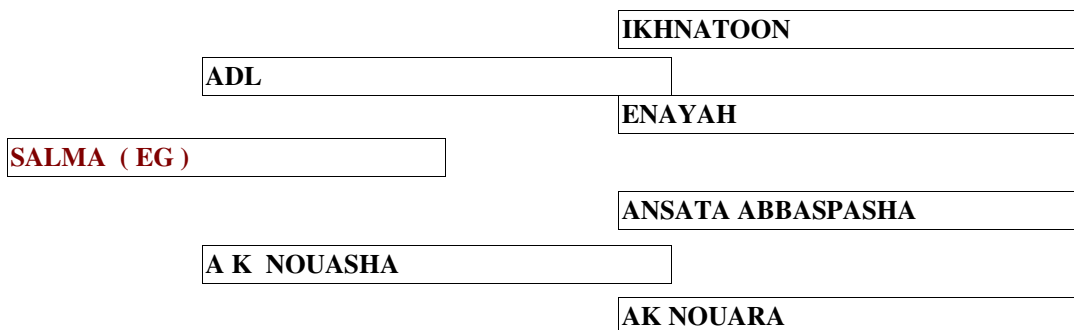 IKHNATOON
ADL
ENAYAH
SALMA ( EG )
ANSATA ABBASPASHA
A K NOUASHA
AK NOUARA